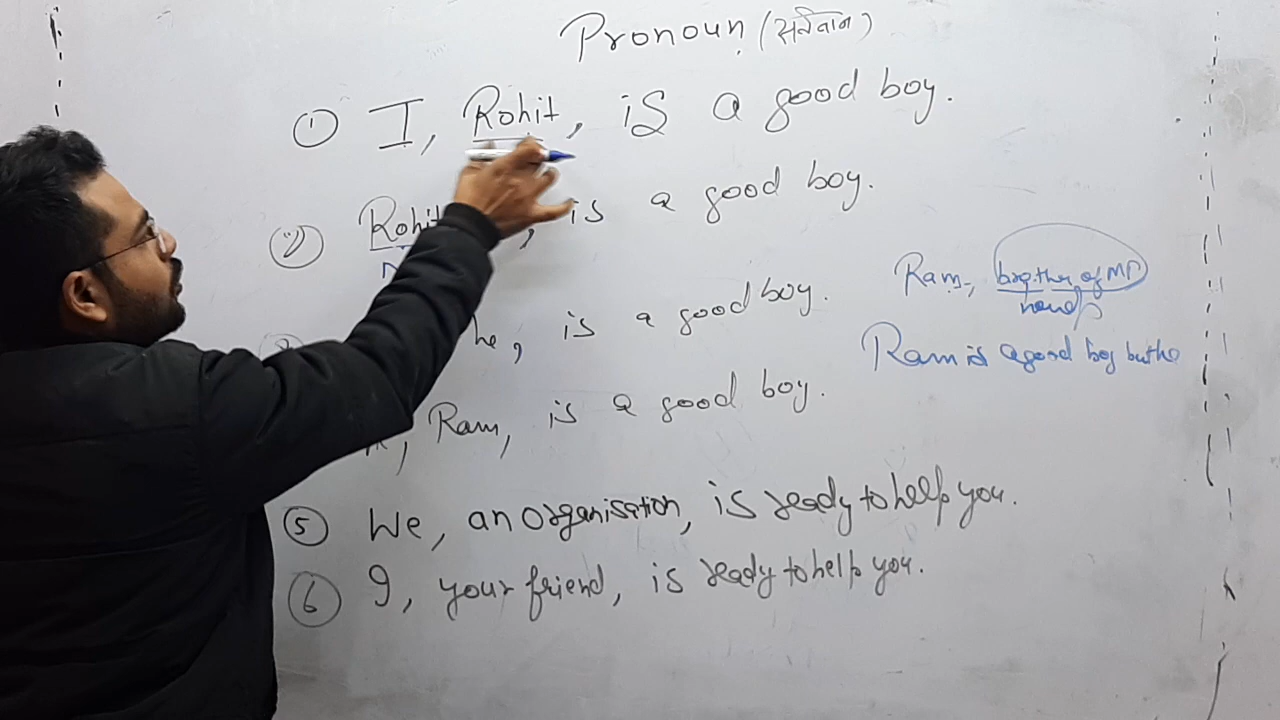 Pronoun (सर्वनाम)
① I, Rohit, is a good boy.
② Rohit , is a good boy.
he, is a good boy.
Ram, is a good boy.
⑤ We, an organisation, is ready to help you.
⑥ I, your friend, is ready to help you.
Ram, brother of MP
noun
Ram is a good boy but he